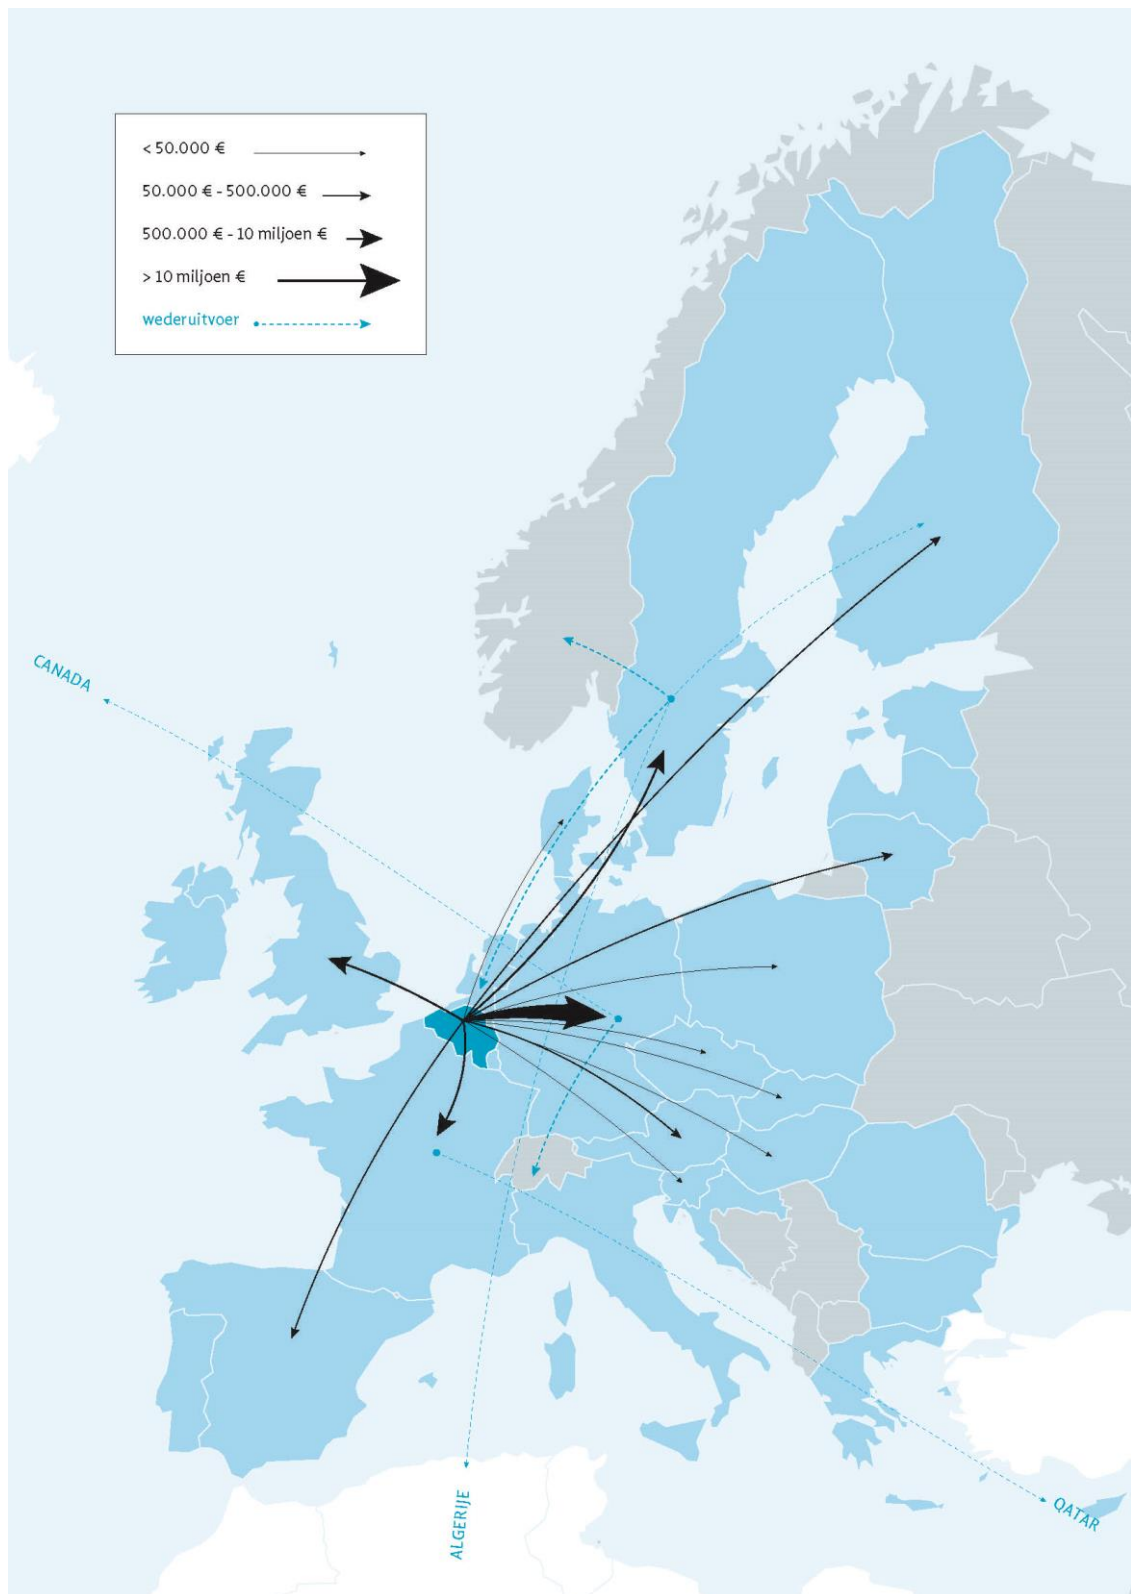 < 50.000 €
50.000 € - 500.000 €
500.000 € - 10 miljoen €
> 10 miljoen €
wederuitvoer
CANADA
ALGERIJE
QATAR